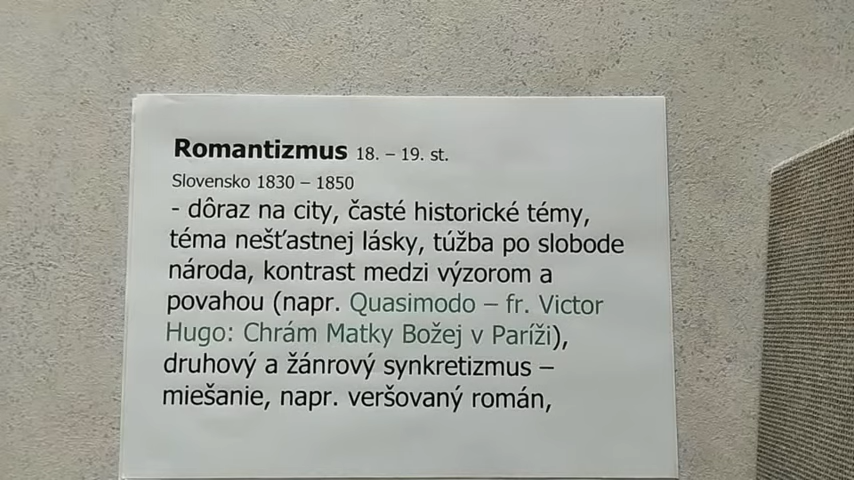 Romantizmus 18. – 19. st.
Slovensko 1830 – 1850
- dôraz na city, časté historické témy,
téma nešťastnej lásky, túžba po slobode
národa, kontrast medzi výzorom a
povahou (napr. Quasimodo – fr. Victor
Hugo: Chrám Matky Božej v Paríži),
druhový a žánrový synkretizmus –
miešanie, napr. veršovaný román,